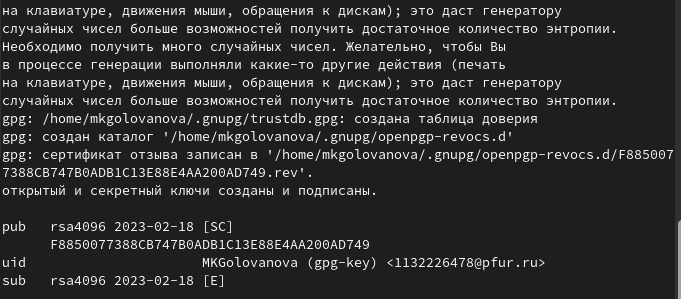 на клавиатуре, движения мыши, обращения к дискам); это даст генератору
случайных чисел больше возможностей получить достаточное количество энтропии.
Необходимо получить много случайных чисел. Желательно, чтобы Вы
в процессе генерации выполняли какие-то другие действия (печать
на клавиатуре, движения мыши, обращения к дискам); это даст генератору
случайных чисел больше возможностей получить достаточное количество энтропии.
gpg: /home/mkgolovanova/.gnupg/trustdb.gpg: создана таблица доверия
gpg: создан каталог '/home/mkgolovanova/.gnupg/openpgp-revocs.d'
gpg: сертификат отзыва записан в '/home/mkgolovanova/.gnupg/openpgp-revocs.d/F885007
7388CB747B0ADB1C13E88E4AA200AD749.rev'.
открытый и секретный ключи созданы и подписаны.
pub   rsa4096 2023-02-18 [SC]
      F8850077388CB747B0ADB1C13E88E4AA200AD749
uid                      MKGolovanova (gpg-key) <1132226478@pfur.ru>
sub   rsa4096 2023-02-18 [E]